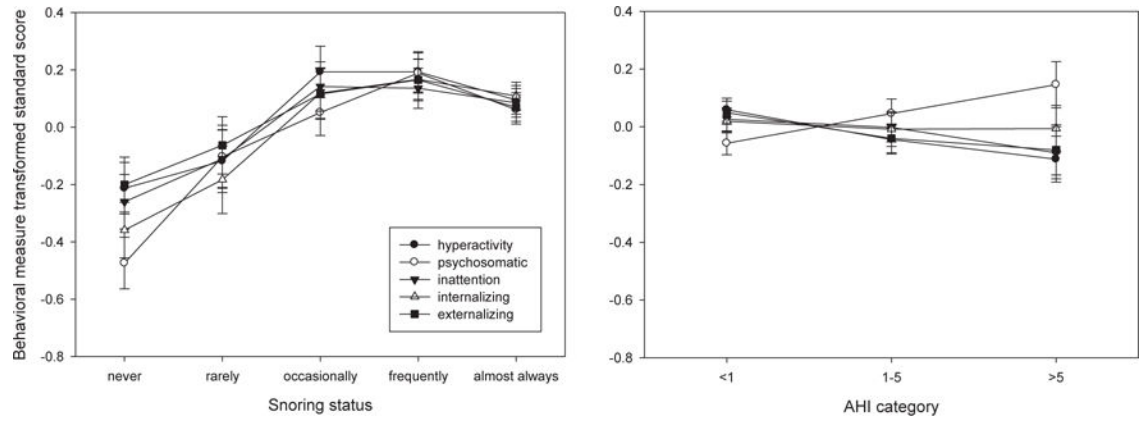 Behavioral measure transformed standard score
0.4
0.2
0.0
-0.2
-0.4
-0.6
-0.8
hyperactivity
psychosomatic
inattention
internalizing
externalizing
never
rarely
occasionally
frequently
almost always
Snoring status
0.4
0.2
0.0
-0.2
-0.4
-0.6
-0.8
<1
1-5
>5
AHI category